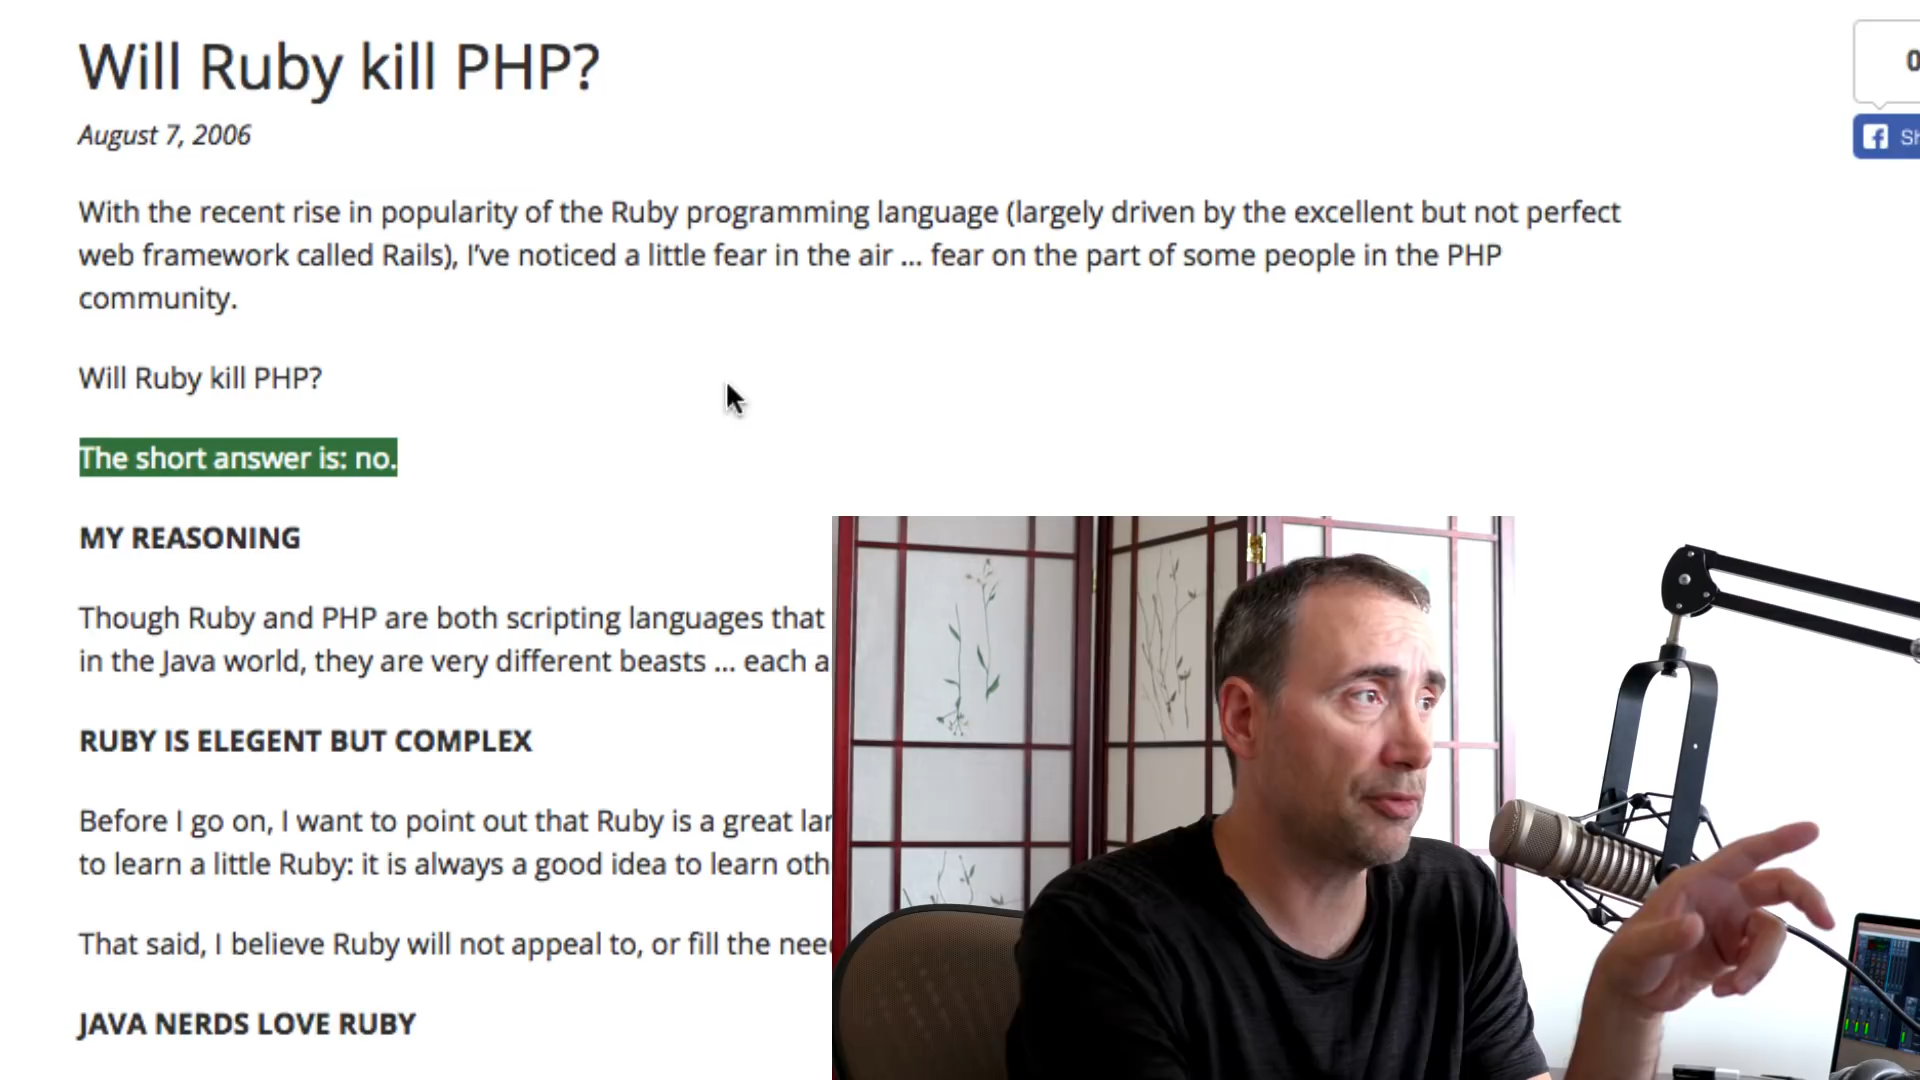 Will Ruby kill PHP?
0
August 7, 2006
With the recent rise in popularity of the Ruby programming language (largely driven by the excellent but not perfect
web framework called Rails), I've noticed a little fear in the air ... fear on the part of some people in the PHP
community.
Will Ruby kill PHP?
The short answer is: no.
MY REASONING
Though Ruby and PHP are both scripting languages that
in the Java world, they are very different beasts ... each a
RUBY IS ELEGENT BUT COMPLEX
Before I go on, I want to point out that Ruby is a great
to learn a little Ruby: it is always a good idea to learn
That said, I believe Ruby will not appeal to, or fill the
JAVA NERDS LOVE RUBY